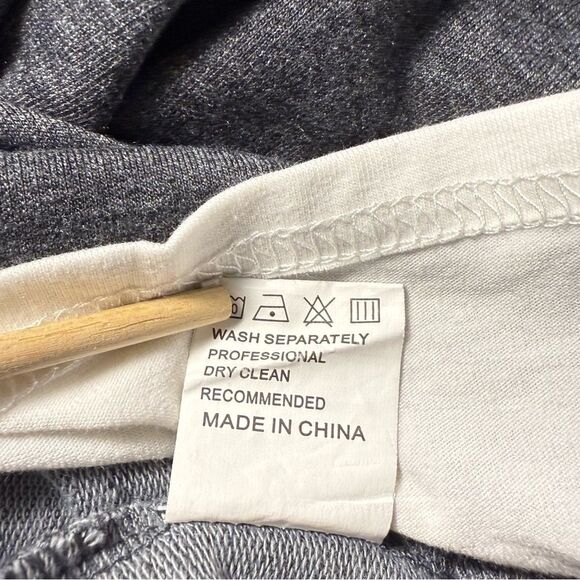 WASH SEPARATELY
PROFESSIONAL
DRY CLEAN
RECOMMENDED
MADE IN CHINA